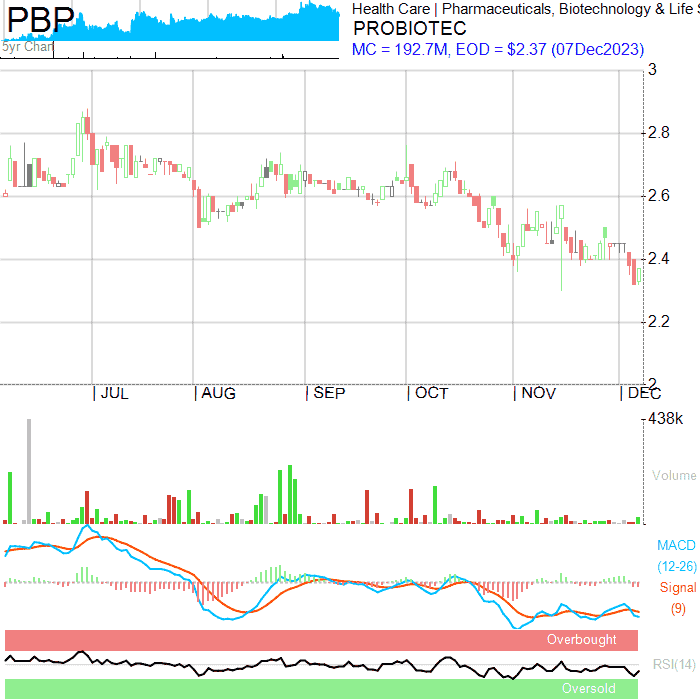 PBP
5yr Chart
Health Care | Pharmaceuticals, Biotechnology & Life S
PROBIOTEC
MC = 192.7M, EOD = $2.37 (07Dec2023)
3
2.8
2.6
2.4
2.2
2
| JUL | AUG | SEP | OCT | NOV | DEC
438k
Volume
MACD
(12-26)
Signal
(9)
Overbought
RSI(14)
Oversold